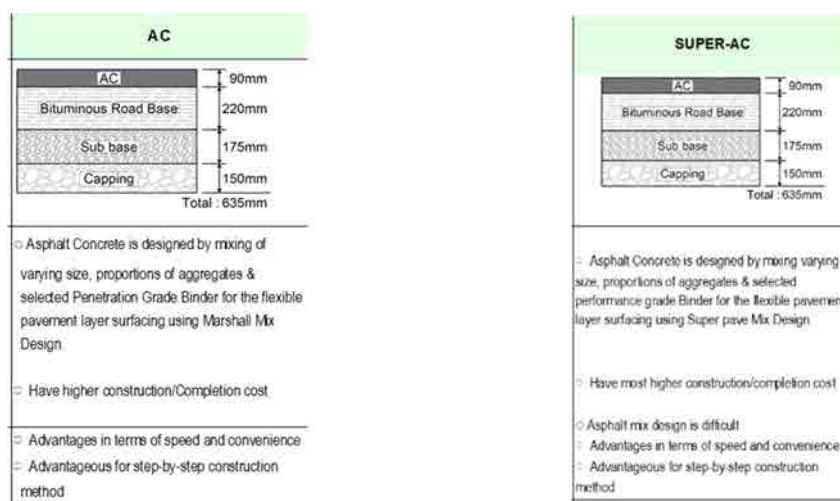 AC
AC
90mm
Bituminous Road Base
220mm
Sub base
175mm
Capping
150mm
Total : 635mm
Asphalt Concrete is designed by mixing of
varying size, proportions of aggregates &
selected Penetration Grade Binder for the flexible
pavement layer surfacing using Marshall Mix
Design
Have higher construction/Completion cost
Advantages in terms of speed and convenience
Advantageous for step-by-step construction
method
SUPER-AC
AC
90mm
Bituminous Road Base
220mm
Sub base
175mm
Capping
150mm
Total : 635mm
Asphalt Concrete is designed by mixing varying
size, proportions of aggregates & selected
performance grade Binder for the flexible pavemen
layer surfacing using Super pave Mix Design
Have most higher construction/completion cost
Asphalt mix design is difficult
Advantages in terms of speed and convenience
Advantageous for step-by-step construction
method